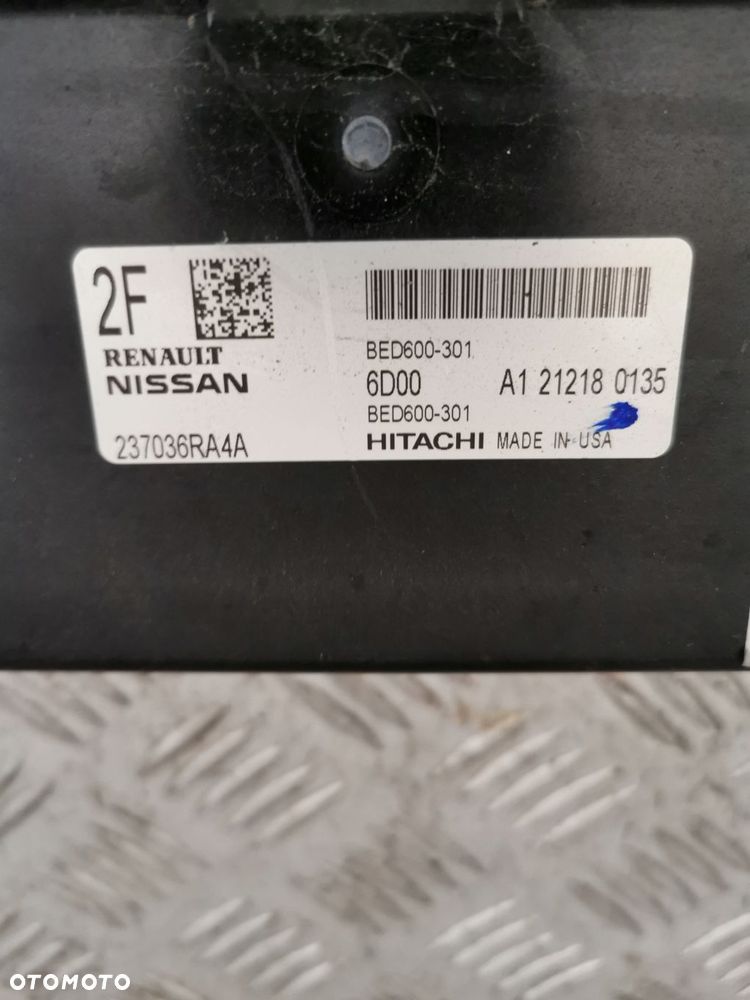 2F
RENAULT
NISSAN
237036RA4A
BED600-301
6D00 A1 21218 0135
BED600-301
HITACHI MADE IN USA
OTOMOTO